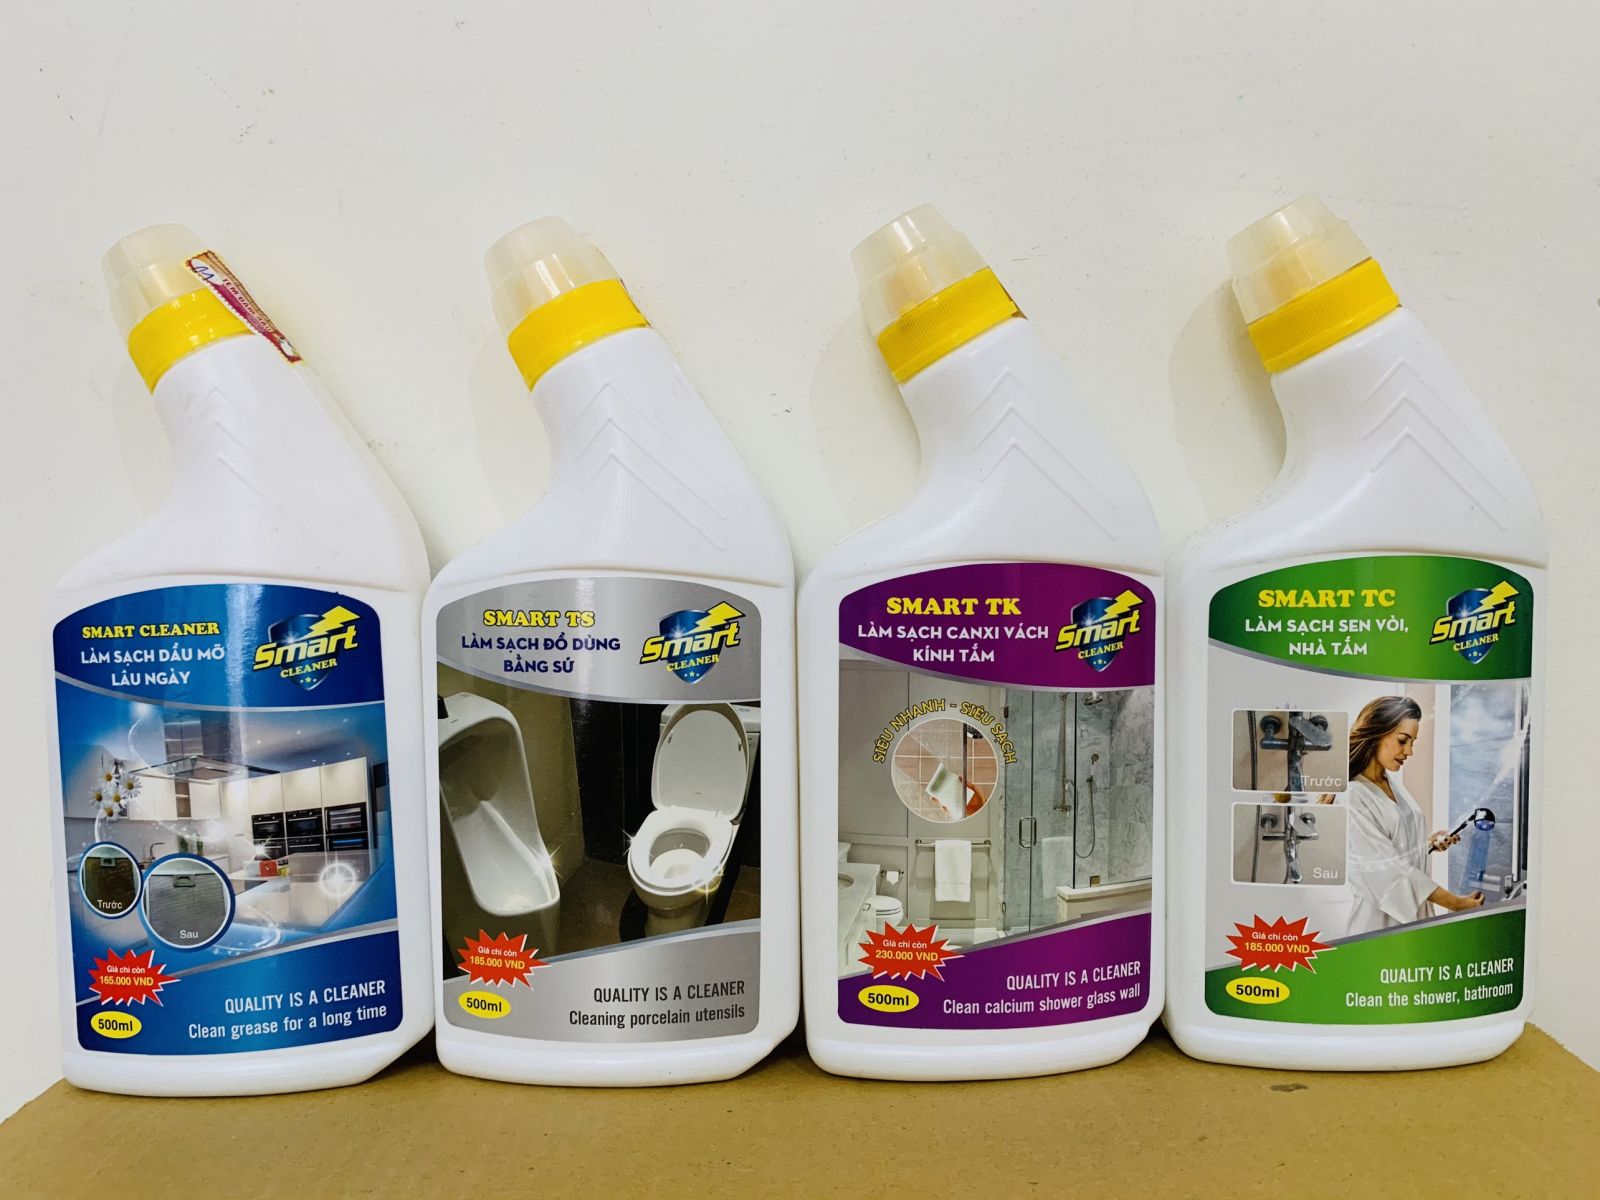 SMART CLEANER
LÀM SẠCH DẦU MỠ
LÂU NGÀY
Smart
CLEANER
Trước
Sau
Giá chỉ còn
165.000 VND
500ml
QUALITY IS A CLEANER
Clean grease for a long time
SMART TS
LÀM SẠCH ĐỒ DÙNG
BẰNG SỨ
Smart
CLEANER
Giá chỉ còn
185.000 VND
500ml
QUALITY IS A CLEANER
Cleaning porcelain utensils
SMART TK
LÀM SẠCH CANXI VÁCH
KÍNH TẮM
Smart
CLEANER
SIÊU NHANH - SIÊU SẠCH
Giá chỉ còn
230.000 VND
500ml
QUALITY IS A CLEANER
Clean calcium shower glass wall
SMART TC
LÀM SẠCH SEN VÒI,
NHÀ TẮM
Smart
CLEANER
Trước
Sau
Giá chỉ còn
185.000 VND
500ml
QUALITY IS A CLEANER
Clean the shower, bathroom